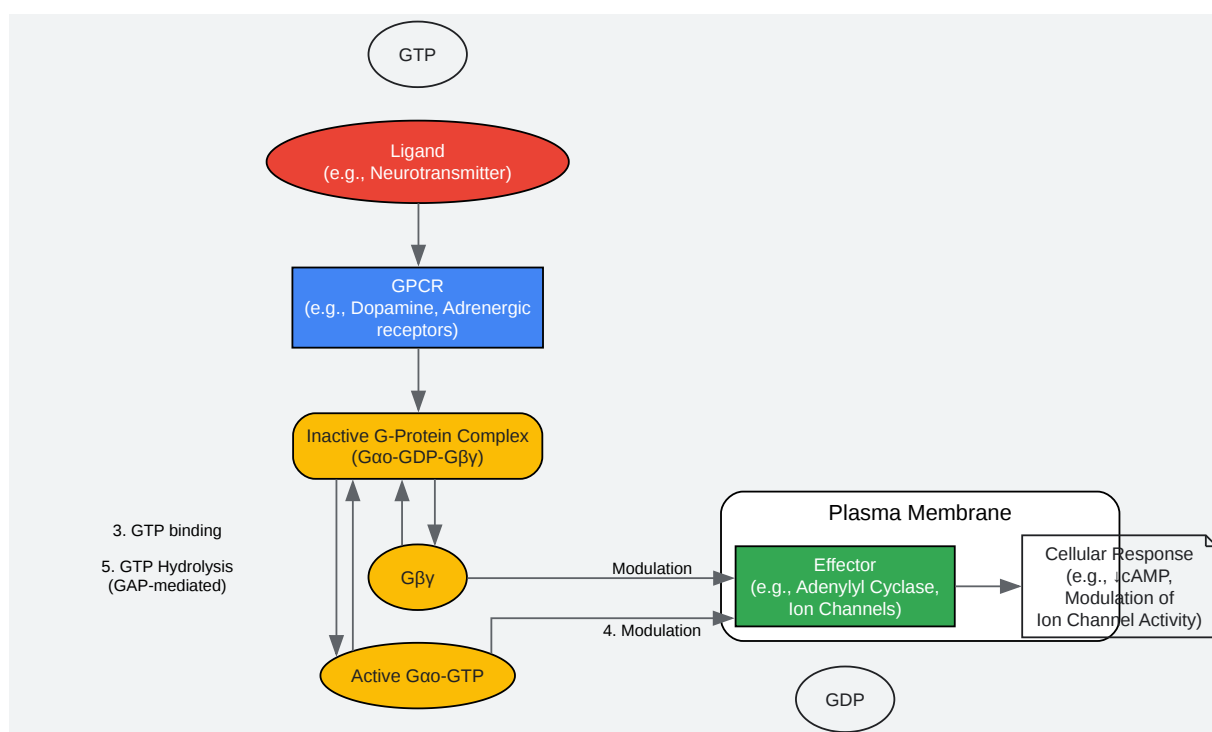 GTP
Ligand
(e.g., Neurotransmitter)
GPCR
(e.g., Dopamine, Adrenergic
receptors)
Inactive G-Protein Complex
(Gαo-GDP-Gβγ)
3. GTP binding
5. GTP Hydrolysis
(GAP-mediated)
Gβγ
Modulation
Plasma Membrane
Effector
(e.g., Adenylyl Cyclase,
Ion Channels)
Cellular Response
(e.g., ↓cAMP,
Modulation of
Ion Channel Activity)
4. Modulation
Active Gαo-GTP
GDP